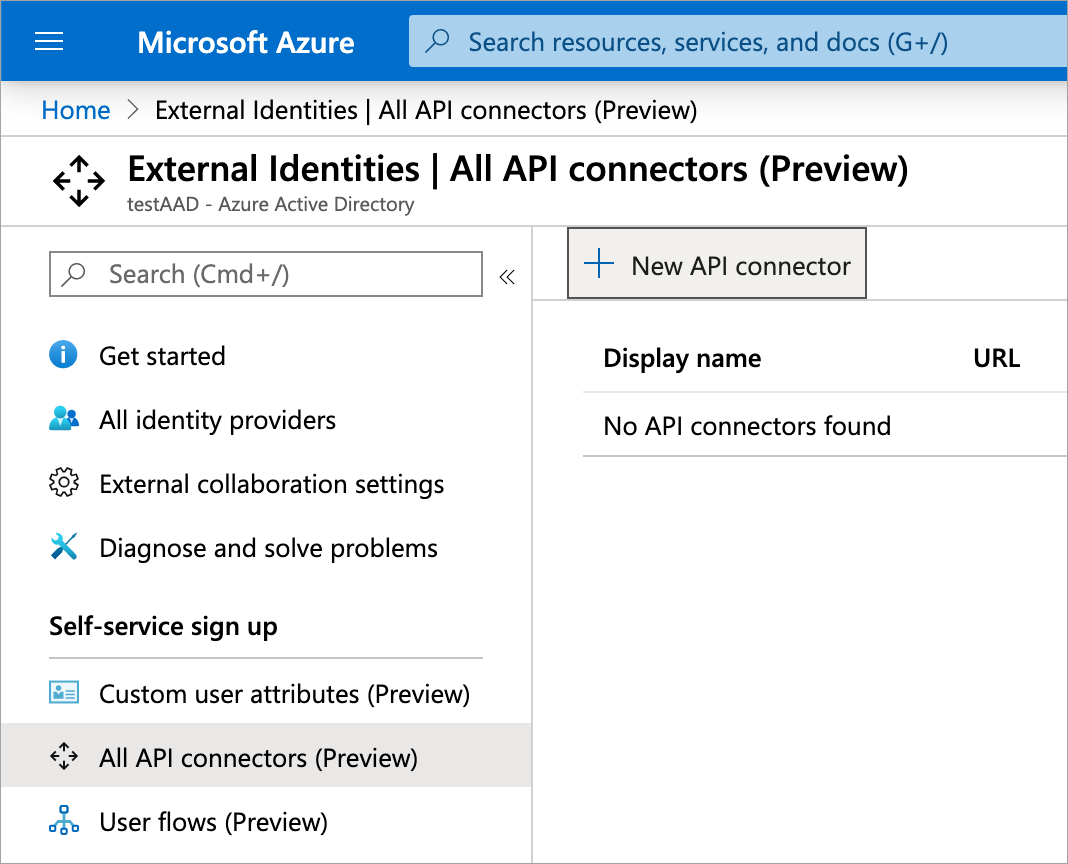 Microsoft Azure
Search resources, services, and docs (G+/)
Home > External Identities | All API connectors (Preview)
External Identities | All API connectors (Preview)
testAAD - Azure Active Directory
Search (Cmd+/)
«
Get started
All identity providers
External collaboration settings
Diagnose and solve problems
Self-service sign up
Custom user attributes (Preview)
All API connectors (Preview)
User flows (Preview)
+ New API connector
Display name URL
No API connectors found